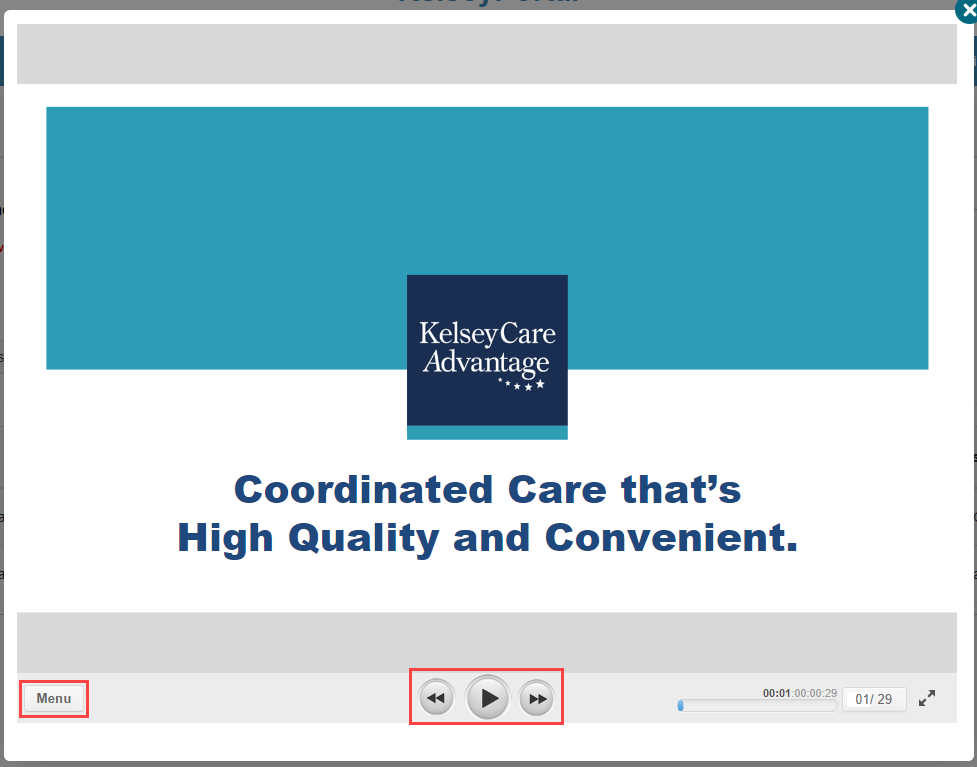 KelseyCare
Advantage
Coordinated Care that's
High Quality and Convenient.
Menu
00:01:00:00:29
01/ 29